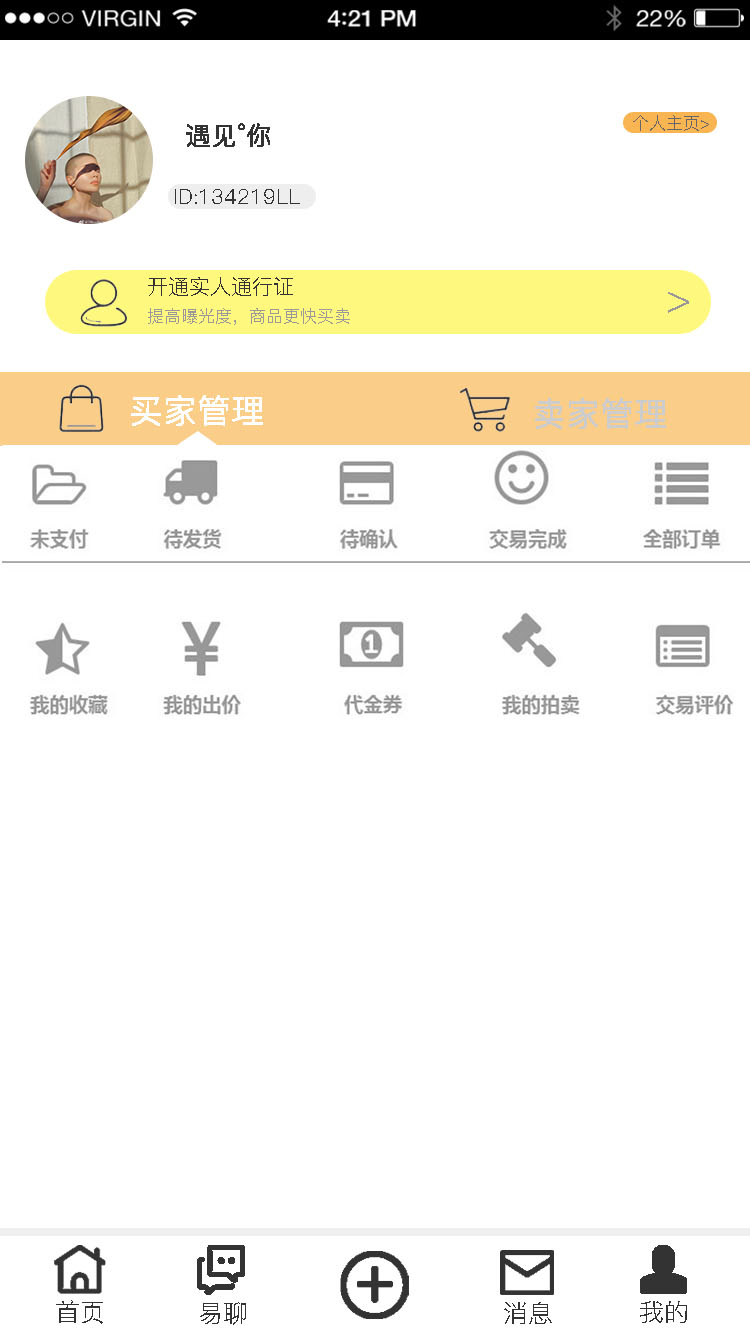 VIRGIN 4:21 PM 22%
遇见°你
个人主页>
ID:134219LL
开通实人通行证
提高曝光度，商品更快买卖
买家管理 卖家管理
未支付 待发货 待确认 交易完成 全部订单
我的收藏 我的出价 代金券 我的拍卖 交易评价
首页 易聊 消息 我的